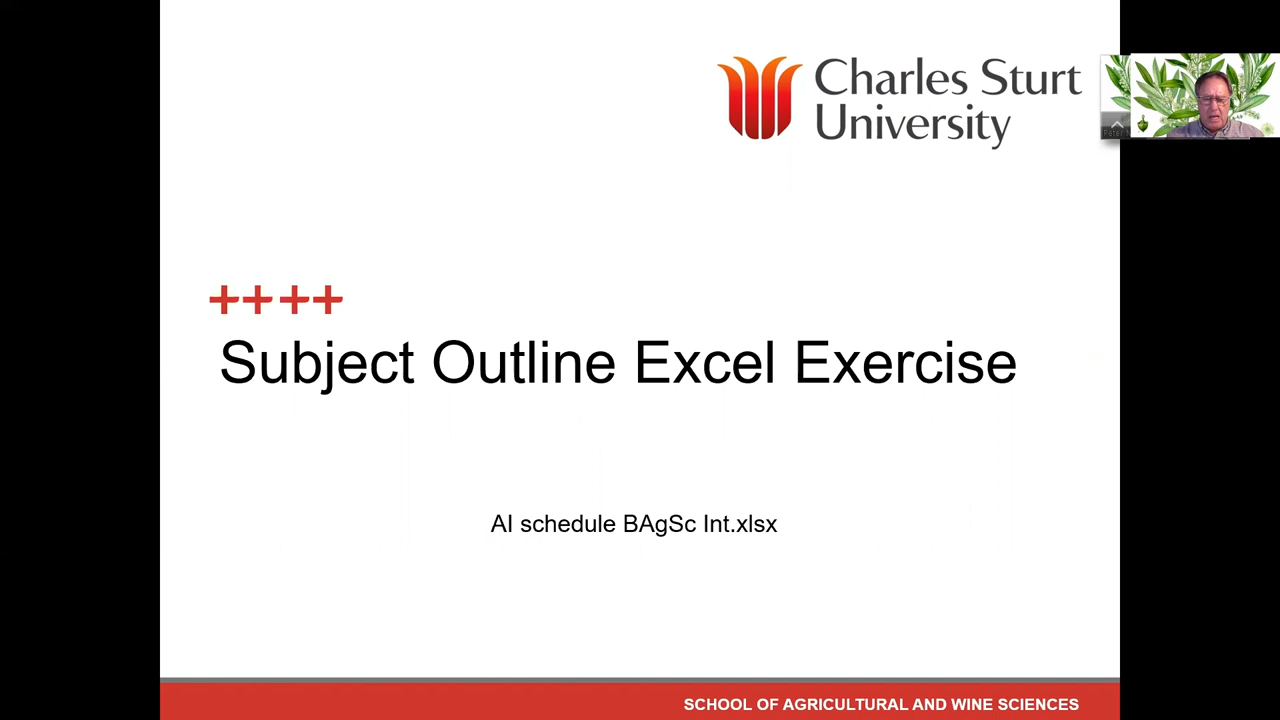 Charles Sturt
University
++++
Subject Outline Excel Exercise
AI schedule BAgSc Int.xlsx
SCHOOL OF AGRICULTURAL AND WINE SCIENCES